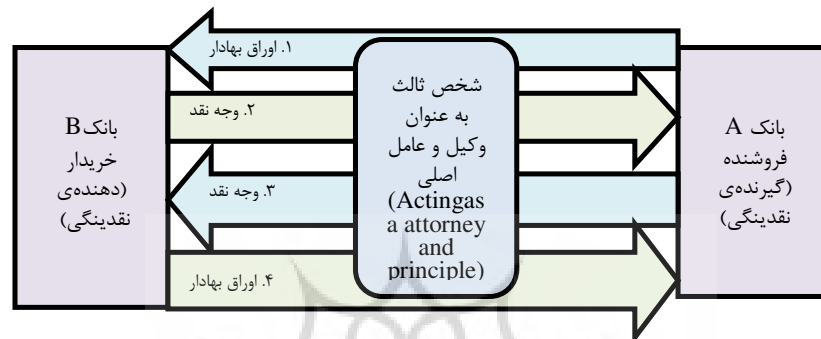 ۱. اوراق بهادار
۲. وجه نقد
۳. وجه نقد
۴. اوراق بهادار
بانک A
فروشنده
(گیرنده‌ی
نقدینگی)
شخص ثالث
به عنوان
وکیل و عامل
اصلی
(Actingas
a attorney
and
principle)
بانکB
خریدار
(دهنده‌ی
نقدینگی)